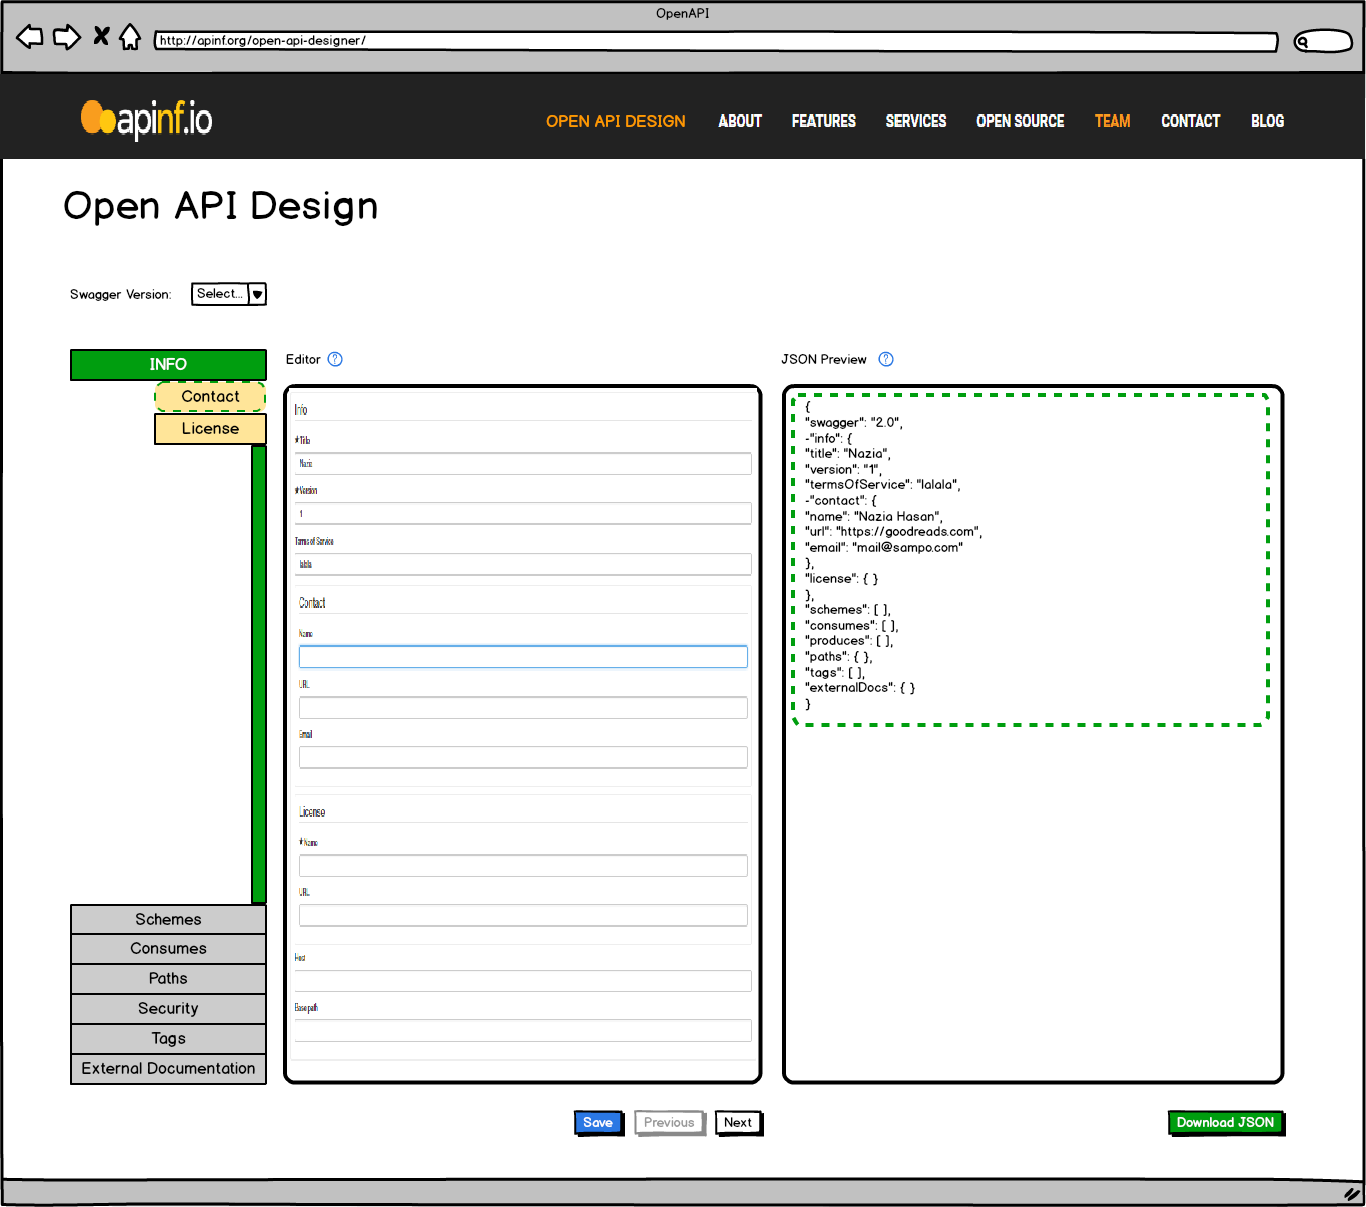 OpenAPI
http://apinf.org/open-api-designer/
apinf.io
OPEN API DESIGN ABOUT FEATURES SERVICES OPEN SOURCE TEAM CONTACT BLOG
Open API Design
Swagger Version: Select...
INFO
Contact
License
Schemes
Consumes
Paths
Security
Tags
External Documentation
Editor ?
Info
*Title
Nazia
*Version
1
Terms of Service
lalala
Contact
Name
URL
Email
License
*Name
URL
Host
Base path
JSON Preview ?
{
"swagger": "2.0",
-"info": {
"title": "Nazia",
"version": "1",
"termsOfService": "lalala",
-"contact": {
"name": "Nazia Hasan",
"url": "https://goodreads.com",
"email": "mail@sampo.com"
},
"license": { }
},
"schemes": [ ],
"consumes": [ ],
"produces": [ ],
"paths": { },
"tags": [ ],
"externalDocs": { }
}
Save Previous Next
Download JSON